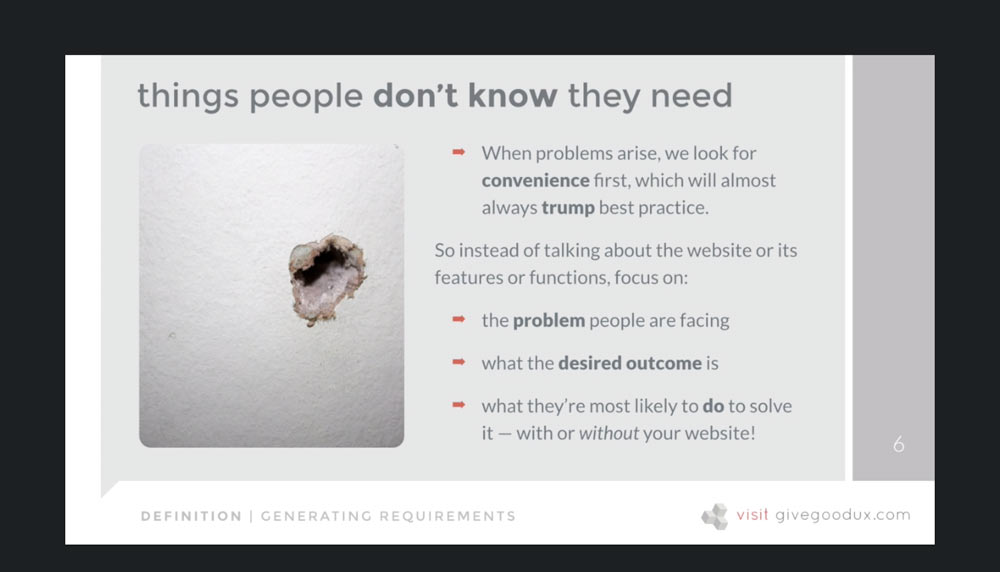 things people don't know they need
➡ When problems arise, we look for
convenience first, which will almost
always trump best practice.
So instead of talking about the website or its
features or functions, focus on:
➡ the problem people are facing
➡ what the desired outcome is
➡ what they're most likely to do to solve
it — with or without your website!
6
DEFINITION | GENERATING REQUIREMENTS
visit givegoodux.com